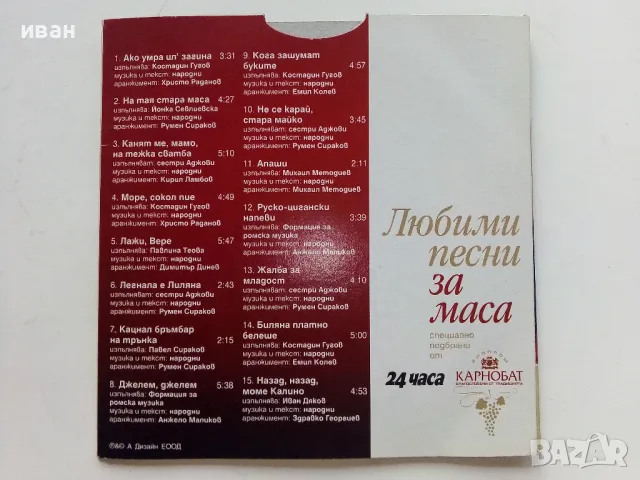 иван
1. Ако умра ил' загина 3:31
изпълнява: Костадин Гугов
музика и текст: народни
аранжимент: Христо Раданов
2. На тая стара маса 4:27
изпълнява: Йонка Севлиевска
музика и текст: народни
аранжимент: Румен Сираков
3. Канят ме, мамо,
на тежка сватба 5:10
изпълняват: сестри Аджови
музика и текст: народни
аранжимент: Кирил Ламбов
4. Море, сокол пие 4:49
изпълнява: Костадин Гугов
музика и текст: народни
аранжимент: Христо Раданов
5. Лажи, Вере 5:47
изпълнява: Павлина Теова
музика и текст: народни
аранжимент: Димитър Динев
6. Легнала е Лиляна 2:43
изпълняват: сестри Аджови
музика и текст: народни
аранжимент: Румен Сираков
7. Кацнал бръмбар
на трънка 2:15
изпълнява: Павел Сираков
музика и текст: народни
аранжимент: Румен Сираков
8. Джелем, джелем 5:38
изпълнява: Формация за
ромска музика
музика и текст: народни
аранжимент: Анжело Маликов
℗&© А Дизайн ЕООД
9. Кога зашумат
буките 4:57
изпълнява: Костадин Гугов
музика и текст: народни
аранжимент: Емил Колев
10. Не се карай,
стара майко 3:45
изпълняват: сестри Аджови
музика и текст: народни
аранжимент: Румен Сираков
11. Апаши 2:11
изпълнява: Михаил Методиев
музика и текст: народни
аранжимент: Михаил Методиев
12. Руско-цигански
напеви 3:39
изпълнява: Формация за
ромска музика
музика и текст: народни
аранжимент: Анжело Маликов
13. Жалба за
младост 4:10
изпълняват: сестри Аджови
музика и текст: народни
аранжимент: Румен Сираков
14. Биляна платно
белеше 5:00
изпълнява: Костадин Гугов
музика и текст: народни
аранжимент: Емил Колев
15. Назад, назад,
моме Калино 4:53
изпълнява: Иван Дяков
музика и текст: народни
аранжимент: Здравко Георгиев
Любими
песни
за
маса
специално
подбрани
от
24 часа
КАРНОБАТ
BAZAR
.bg